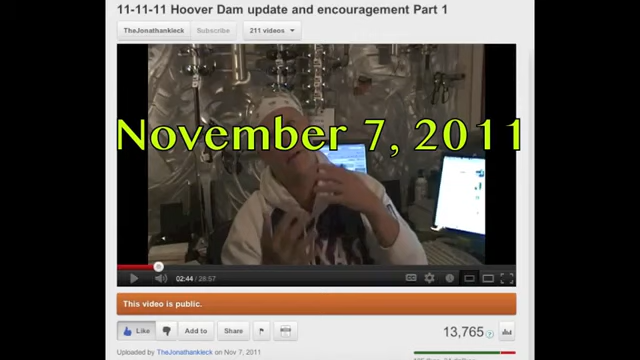 11-11-11 Hoover Dam update and encouragement Part 1
TheJonathankleck Subscribe 211 videos
November 7, 2011
02:44 / 26:57
This video is public.
Like Add to Share 13,765
Uploaded by TheJonathankleck on Nov 7, 2011